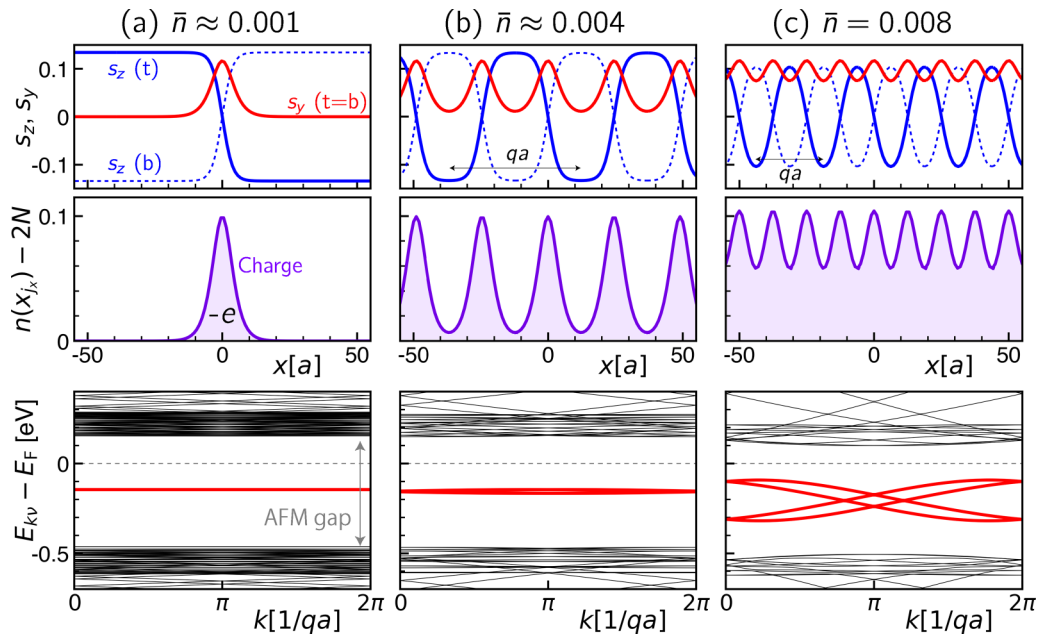 (a) n̄ ≈ 0.001
(b) n̄ ≈ 0.004
(c) n̄ = 0.008
s_z, s_y
0.1
0
-0.1
s_z (t)
s_y (t=b)
s_z (b)
qa
qa
n(x_{j_x}) − 2N
0.1
0
Charge
-e
-50 0 50
x[a]
-50 0 50
x[a]
-50 0 50
x[a]
E_{kν} − E_F [eV]
0
-0.5
AFM gap
0 π 2π
k[1/qa]
0 π 2π
k[1/qa]
0 π 2π
k[1/qa]